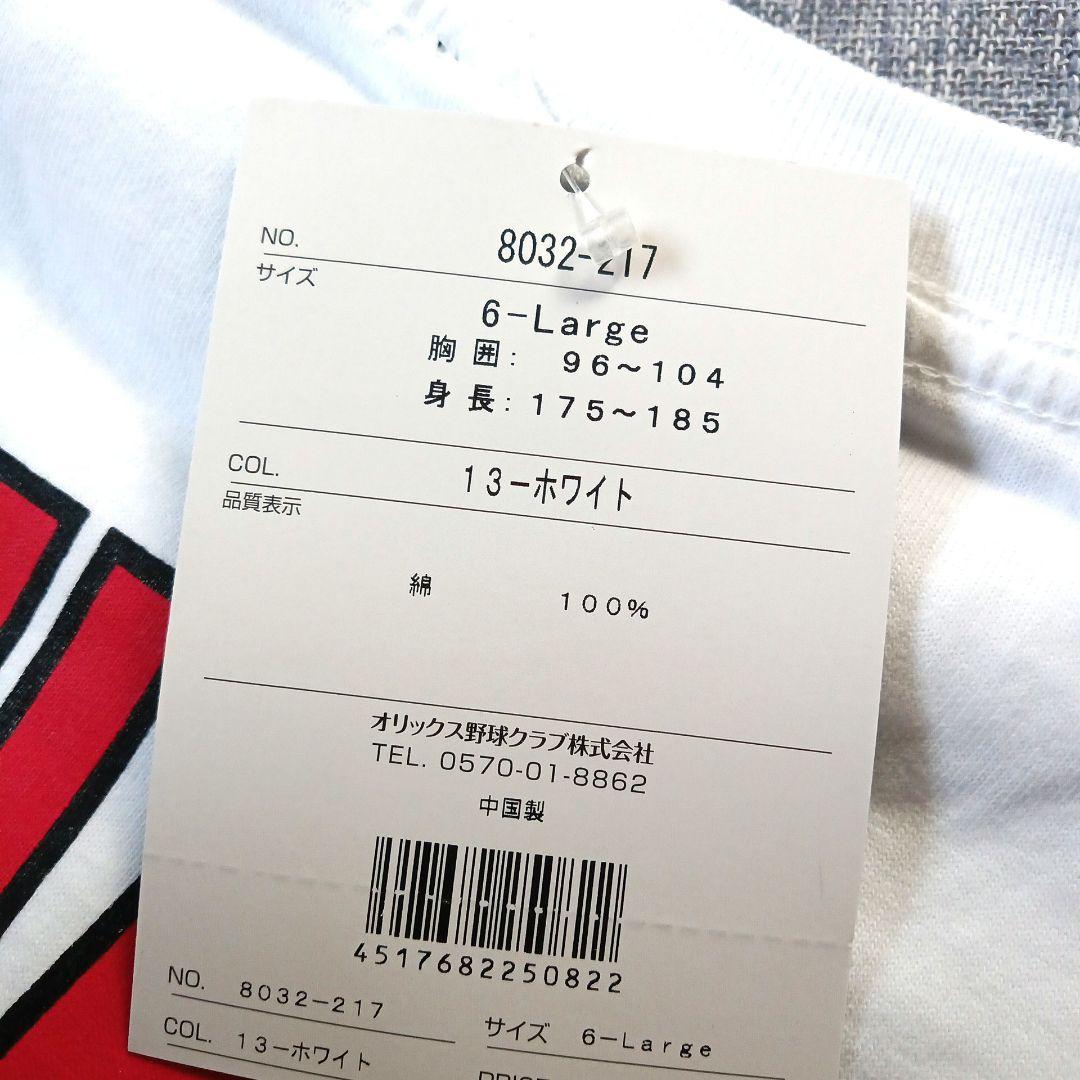 NO. 8032-217
サイズ
6-Large
胸 囲: 96～104
身 長: 175～185
COL. 13-ホワイト
品質表示
綿 100%
オリックス野球クラブ株式会社
TEL. 0570-01-8862
中国製
4517682250822
NO. 8032-217
サイズ 6-Large
COL. 13-ホワイト